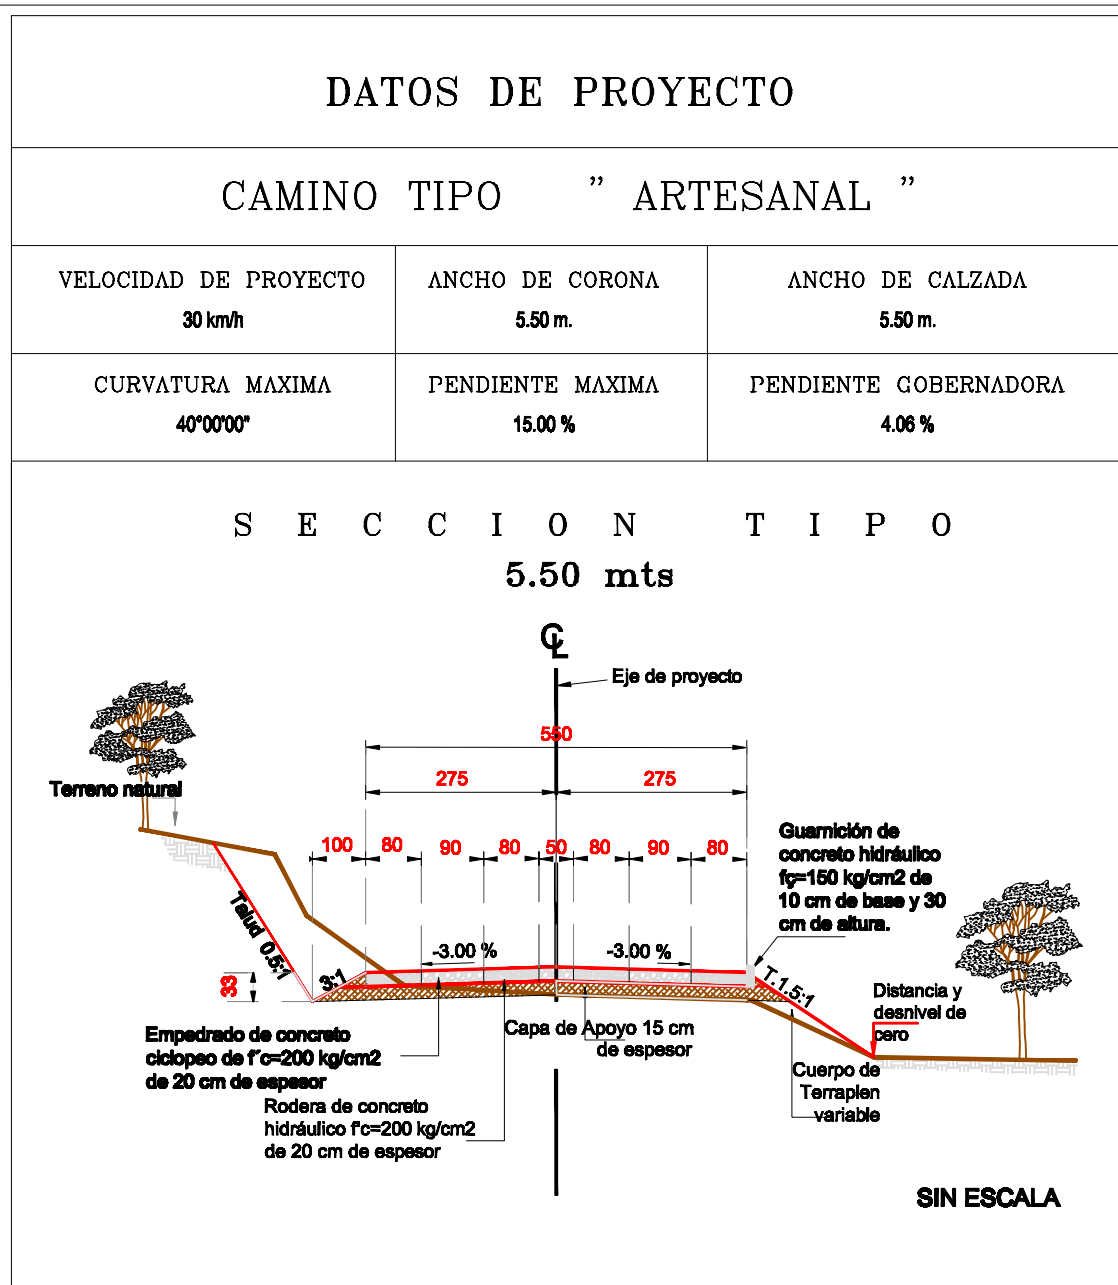 DATOS DE PROYECTO
CAMINO TIPO " ARTESANAL "
VELOCIDAD DE PROYECTO
30 km/h
ANCHO DE CORONA
5.50 m.
ANCHO DE CALZADA
5.50 m.
CURVATURA MAXIMA
40°00'00"
PENDIENTE MAXIMA
15.00 %
PENDIENTE GOBERNADORA
4.06 %
SECCION TIPO
5.50 mts
CL
Eje de proyecto
550
275
275
Terreno natural
100
80
90
80
50
80
90
80
Guarnición de
concreto hidráulico
fç=150 kg/cm2 de
10 cm de base y 30
cm de altura.
Talud 0.5:1
3:1
33
-3.00 %
-3.00 %
T.1.5:1
Distancia y
desnivel de
cero
Empedrado de concreto
ciclopeo de f´c=200 kg/cm2
de 20 cm de espesor
Capa de Apoyo 15 cm
de espesor
Cuerpo de
Terraplen
variable
Rodera de concreto
hidráulico f'c=200 kg/cm2
de 20 cm de espesor
SIN ESCALA